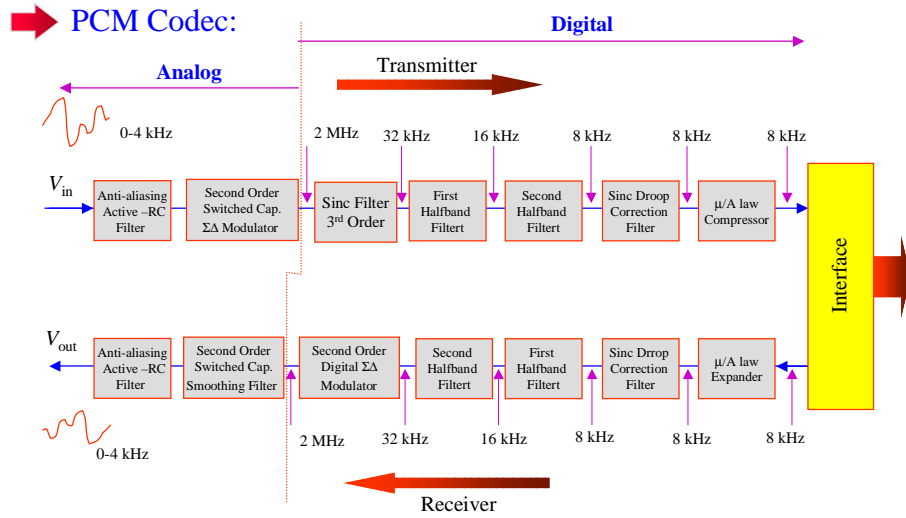 PCM Codec:
Digital
Analog
Transmitter
0-4 kHz
2 MHz
32 kHz
16 kHz
8 kHz
8 kHz
8 kHz
Vin
Anti-aliasing
Active –RC
Filter
Second Order
Switched Cap.
ΣΔ Modulator
Sinc Filter
3rd Order
First
Halfband
Filtert
Second
Halfband
Filtert
Sinc Droop
Correction
Filter
μ/A law
Compressor
Interface
Vout
Anti-aliasing
Active –RC
Filter
Second Order
Switched Cap.
Smoothing Filter
Second Order
Digital ΣΔ
Modulator
Second
Halfband
Filtert
First
Halfband
Filtert
Sinc Drrop
Correction
Filter
μ/A law
Expander
0-4 kHz
2 MHz
32 kHz
16 kHz
8 kHz
8 kHz
8 kHz
Receiver